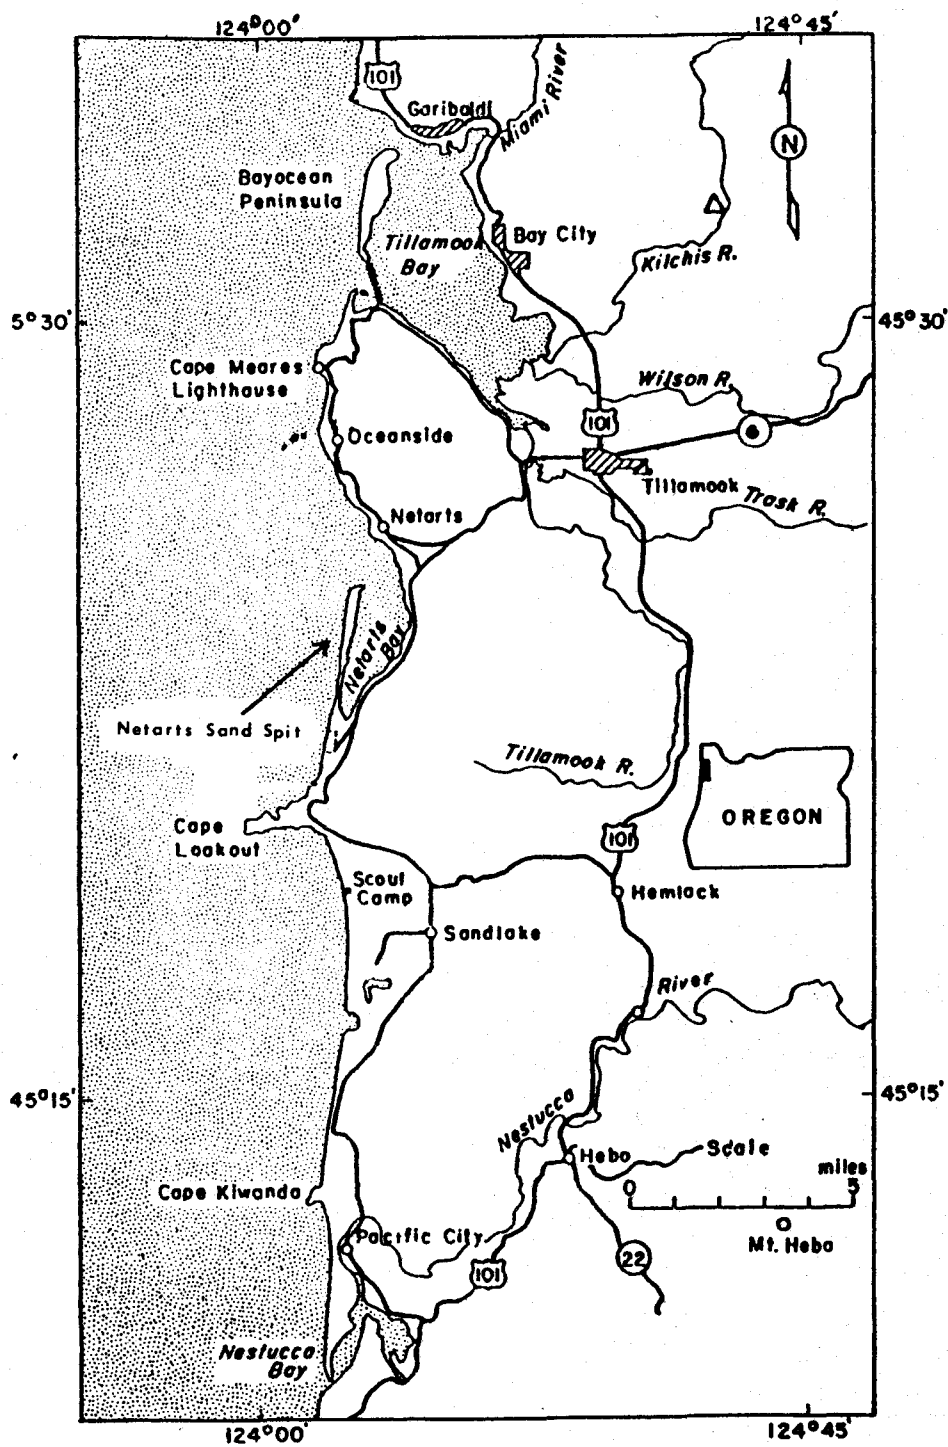 124°00'
124°45'
101
Garibaldi
Miami River
N
Bayocean
Peninsula
Tillamook
Bay
Bay City
Kilchis R.
5°30'
45°30'
Cape Meares
Lighthouse
Wilson R.
101
6
Oceanside
Tillamook
Trask R.
Netarts
Netarts
Bay
Netarts Sand Spit
Tillamook R.
OREGON
Cape
Lookout
101
Scout
Camp
Hemlock
Sandlake
River
45°15'
45°15'
Nestucca
Hebo
Scale
miles
0
5
Cape Kiwanda
Mt. Hebo
Pacific City
101
22
Nestucca
Bay
124°00'
124°45'